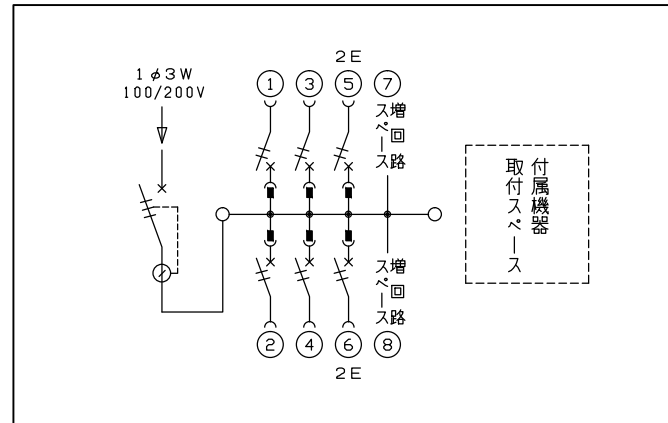 1φ3W
100/200V
2E
① ③ ⑤ ⑦
増回路
スペース
付属機器
取付スペース
増回路
スペース
② ④ ⑥ ⑧
2E